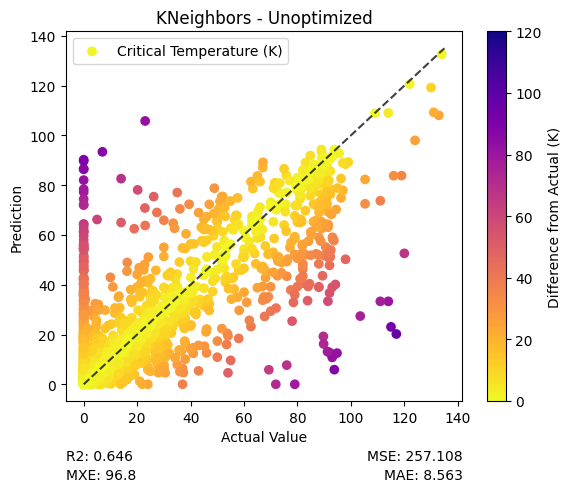 KNeighbors - Unoptimized
Critical Temperature (K)
140
120
100
80
60
40
20
0
Prediction
0 20 40 60 80 100 120 140
Actual Value
120
100
80
60
40
20
0
Difference from Actual (K)
R2: 0.646 MSE: 257.108
MXE: 96.8 MAE: 8.563